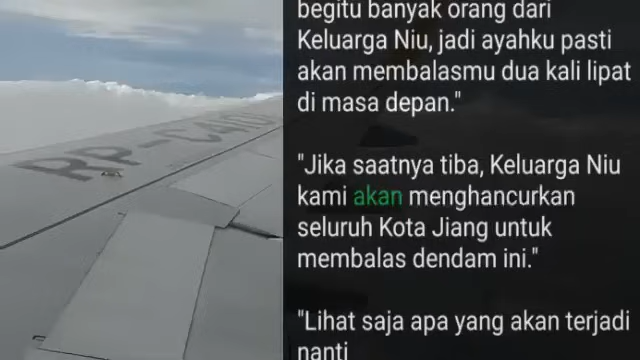 RP-C
begitu banyak orang dari
Keluarga Niu, jadi ayahku pasti
akan membalasmu dua kali lipat
di masa depan."
"Jika saatnya tiba, Keluarga Niu
kami akan menghancurkan
seluruh Kota Jiang untuk
membalas dendam ini."
"Lihat saja apa yang akan terjadi
nanti